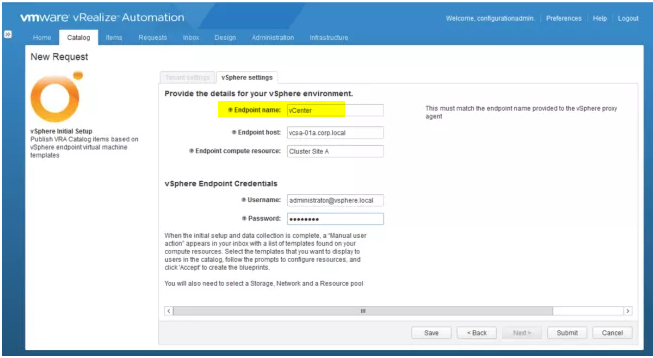 vmware vRealize™ Automation
Welcome, configurationadmin. | Preferences | Help | Logout
Home Catalog Items Requests Inbox Design Administration Infrastructure
New Request
Tenant settings vSphere settings
Provide the details for your vSphere environment.
Endpoint name: vCenter
This must match the endpoint name provided to the vSphere proxy
agent
vSphere Initial Setup
Publish VRA Catalog items based on
vSphere endpoint virtual machine
templates
Endpoint host: vcsa-01a.corp.local
Endpoint compute resource: Cluster Site A
vSphere Endpoint Credentials
Username: administrator@vsphere.local
Password: ••••••••
When the initial setup and data collection
is complete, a "Manual user
action" appears in your inbox with a list of
templates found on your
compute resources. Select the templates
that you want to display to
users in the catalog, follow the prompts to
configure resources, and
click 'Accept' to create the blueprints.
You will also need to select a Storage, Network and a Resource pool
Save < Back Next > Submit Cancel